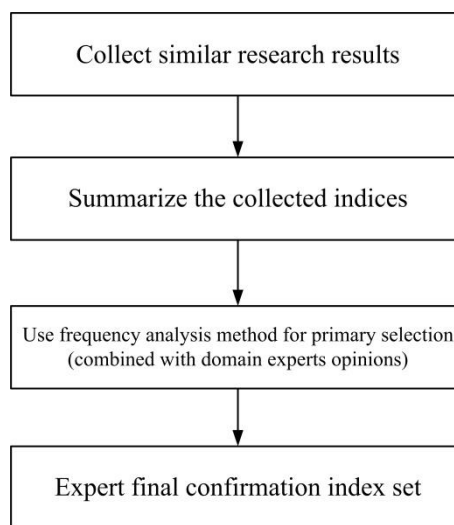 Collect similar research results
Summarize the collected indices
Use frequency analysis method for primary selection
(combined with domain experts opinions)
Expert final confirmation index set